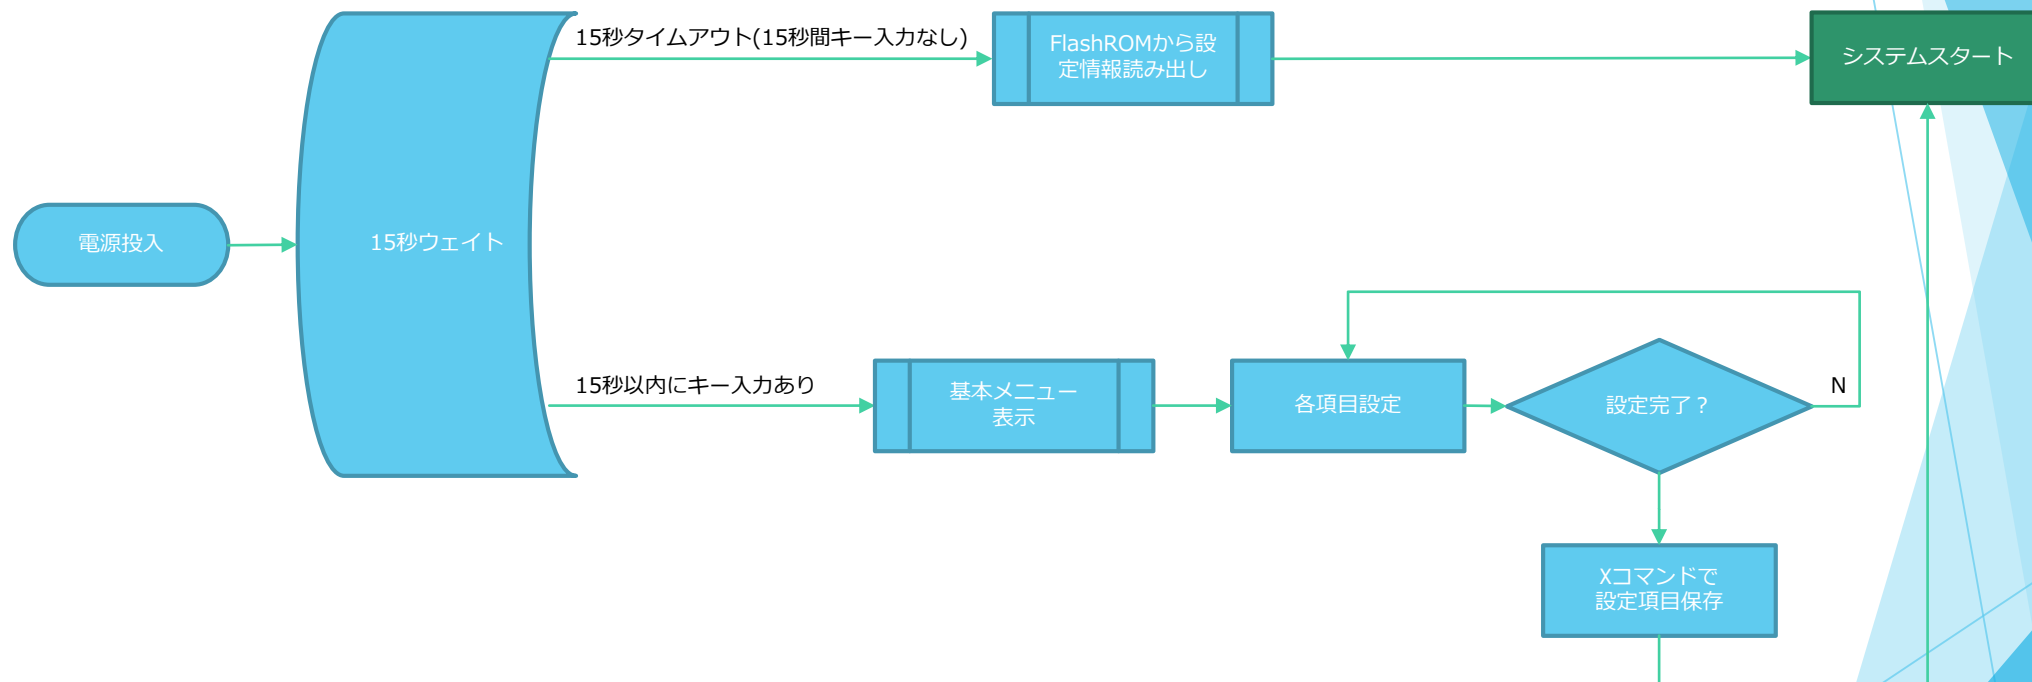 15秒タイムアウト(15秒間キー入力なし)
FlashROMから設
定情報読み出し
システムスタート
電源投入
15秒ウェイト
15秒以内にキー入力あり
基本メニュー
表示
各項目設定
設定完了？
N
Xコマンドで
設定項目保存